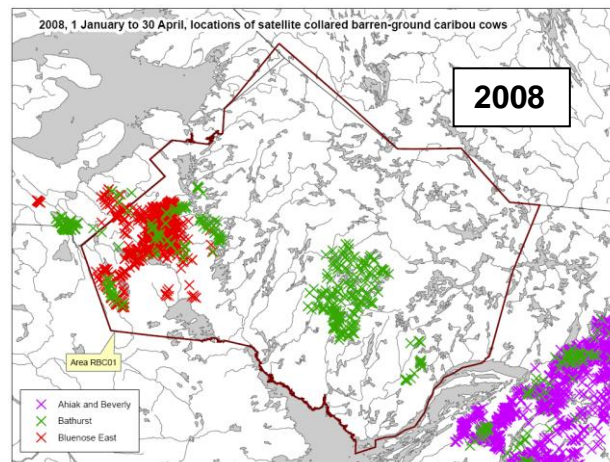 2008, 1 January to 30 April, locations of satellite collared barren-ground caribou cows
2008
Area RBC01
Ahiak and Beverly
Bathurst
Bluenose East